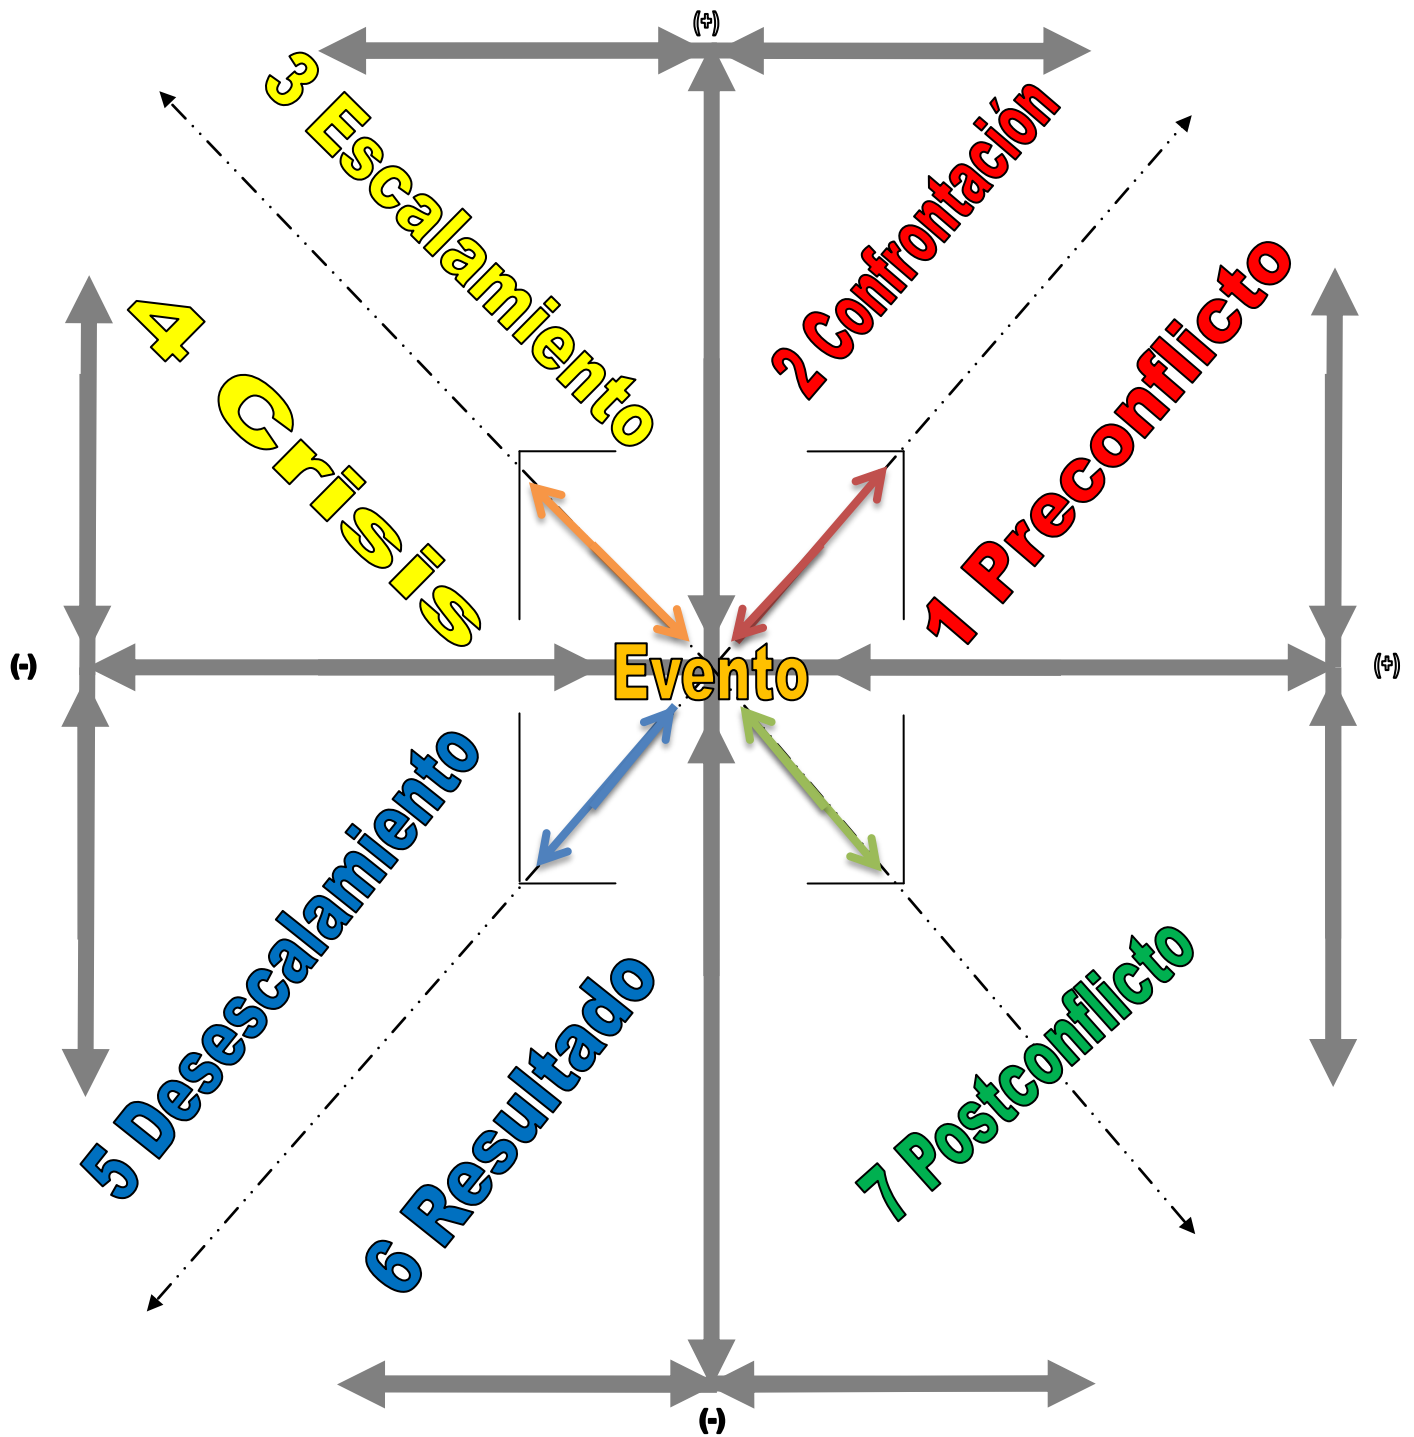 (+)
3 Escalamiento
2 Confrontación
4 Crisis
1 Preconflicto
(-)
Evento
(+)
5 Desescalamiento
6 Resultado
7 Postconflicto
(-)